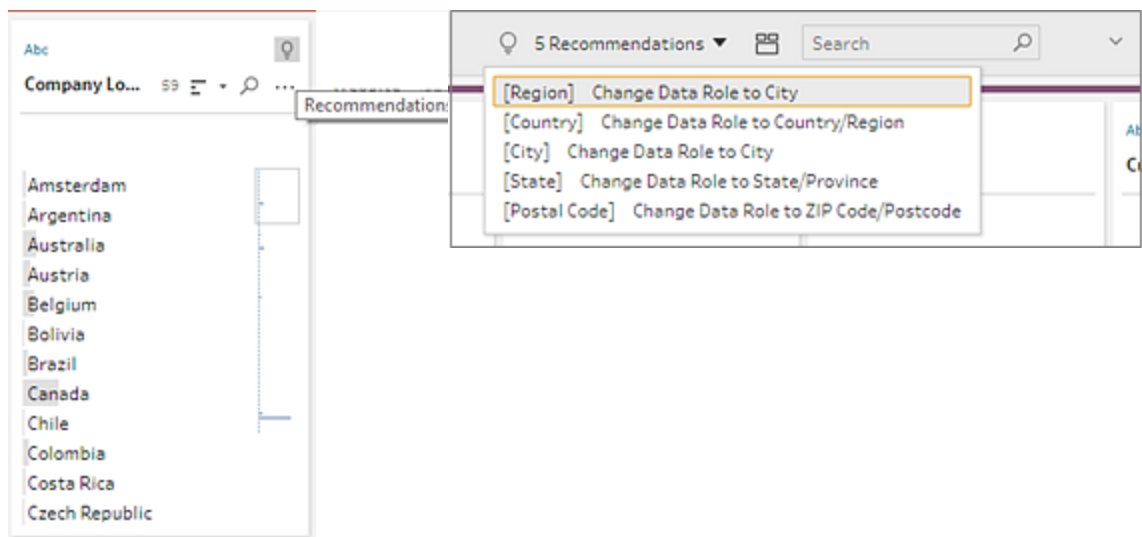 Abc
Company Lo... 59 ...
Recommendation
Amsterdam
Argentina
Australia
Austria
Belgium
Bolivia
Brazil
Canada
Chile
Colombia
Costa Rica
Czech Republic
5 Recommendations ▼ Search
[Region] Change Data Role to City
[Country] Change Data Role to Country/Region
[City] Change Data Role to City
[State] Change Data Role to State/Province
[Postal Code] Change Data Role to ZIP Code/Postcode